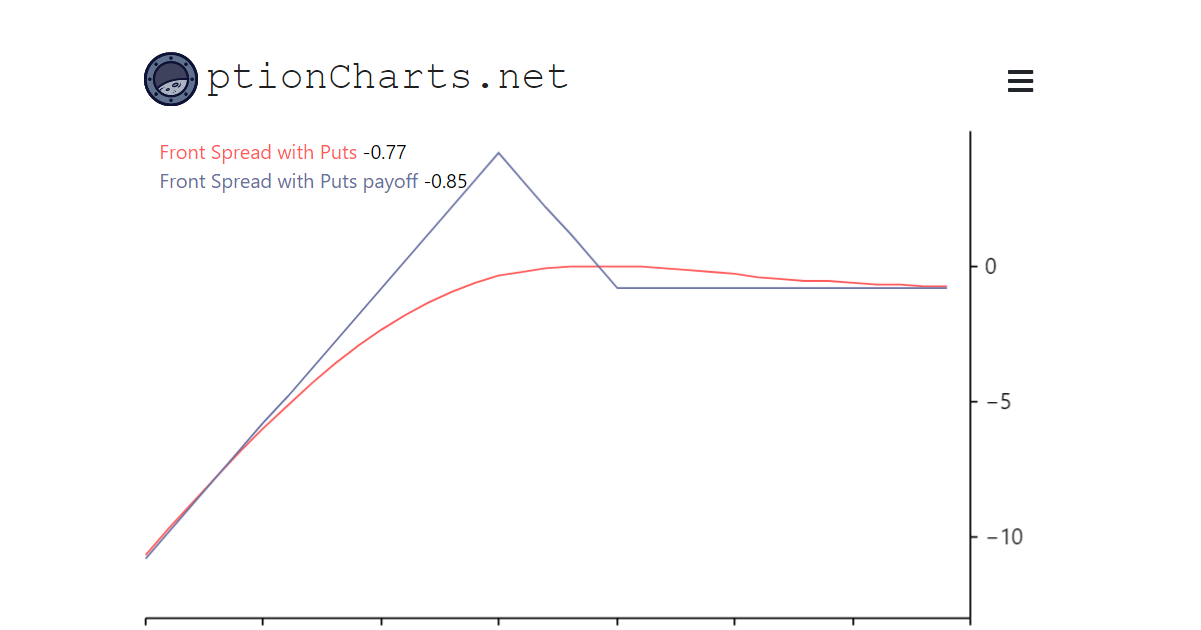 ptionCharts.net
Front Spread with Puts -0.77
Front Spread with Puts payoff -0.85
0
−5
−10